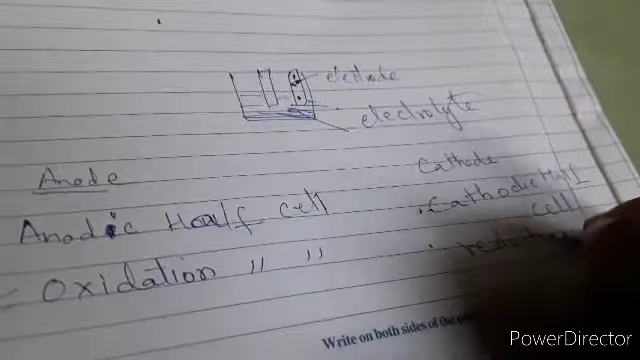 electrode
electrolyte
Anode
Cathode
Anodic Half cell
Cathodic Half
cell
Oxidation " "
Write on both sides of the
PowerDirector